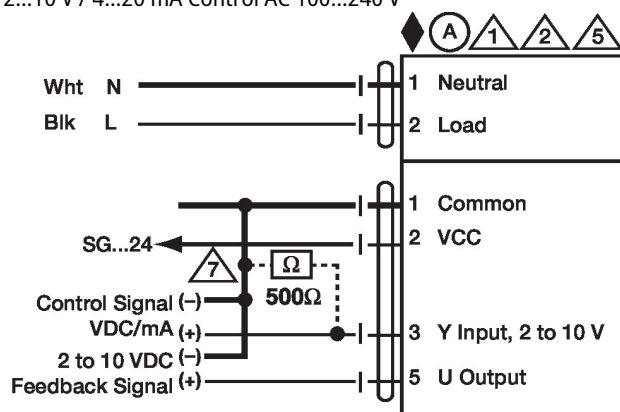 2...10 V / 4...20 mA Control AC 100...240 V
A 1 2 5
Wht N 1 Neutral
Blk L 2 Load
1 Common
SG...24 2 VCC
7 Ω
500Ω
Control Signal (–)
VDC/mA (+) 3 Y Input, 2 to 10 V
2 to 10 VDC (–)
Feedback Signal (+) 5 U Output